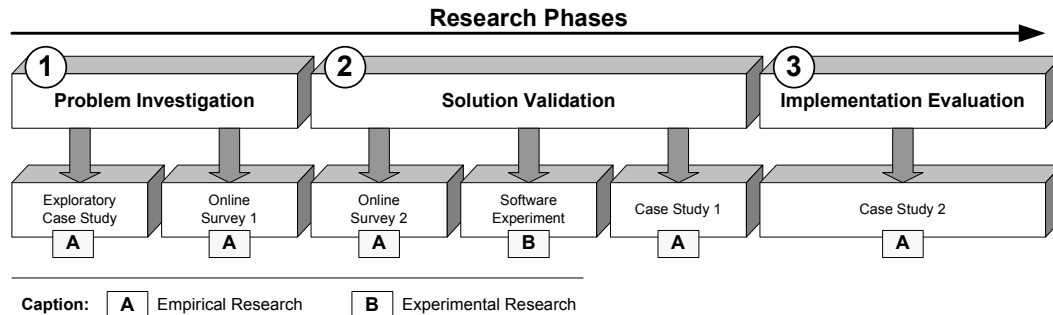 Research Phases
1
2
3
Problem Investigation
Solution Validation
Implementation Evaluation
Exploratory
Case Study
A
Online
Survey 1
A
Online
Survey 2
A
Software
Experiment
B
Case Study 1
A
Case Study 2
A
Caption: A Empirical Research B Experimental Research